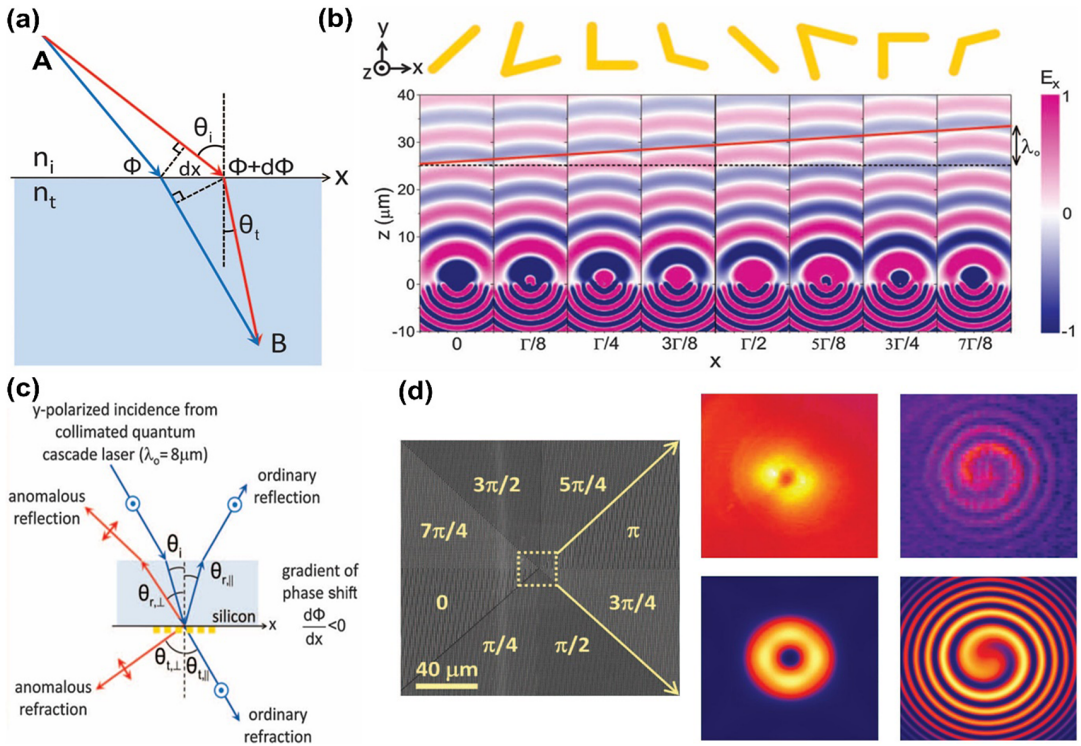 (a)
A
θi
ni
Φ
dx
Φ+dΦ
x
nt
θt
B
(b)
y
z
x
Ex
40
30
20
10
0
-10
z (μm)
λo
1
0
-1
0
Γ/8
Γ/4
3Γ/8
Γ/2
5Γ/8
3Γ/4
7Γ/8
x
(c)
y-polarized incidence from
collimated quantum
cascade laser (λo= 8μm)
anomalous
reflection
ordinary
reflection
θi
θr,⊥
θr,||
silicon
x
gradient of
phase shift
dΦ
dx
<0
θt,⊥
θt,||
anomalous
refraction
ordinary
refraction
(d)
3π/2
5π/4
7π/4
π
0
3π/4
π/4
π/2
40 μm